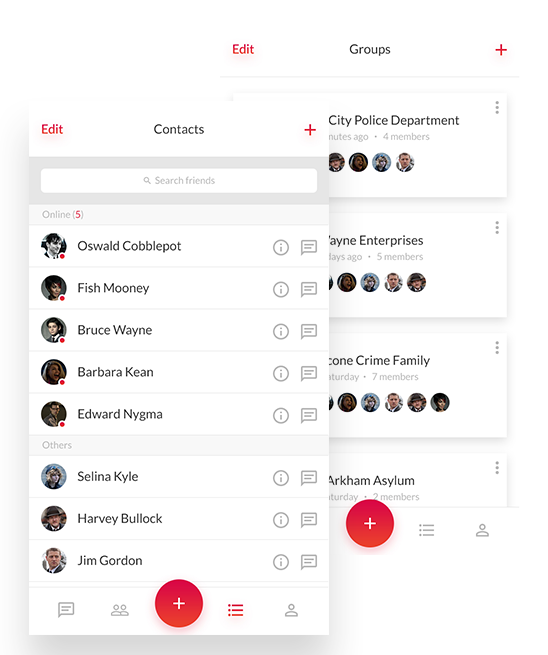 Edit Groups
City Police Department
nutes ago • 4 members
ayne Enterprises
days ago • 5 members
cone Crime Family
turday • 7 members
Arkham Asylum
turday • 2 members
Edit Contacts
Search friends
Online (5)
Oswald Cobblepot
Fish Mooney
Bruce Wayne
Barbara Kean
Edward Nygma
Others
Selina Kyle
Harvey Bullock
Jim Gordon